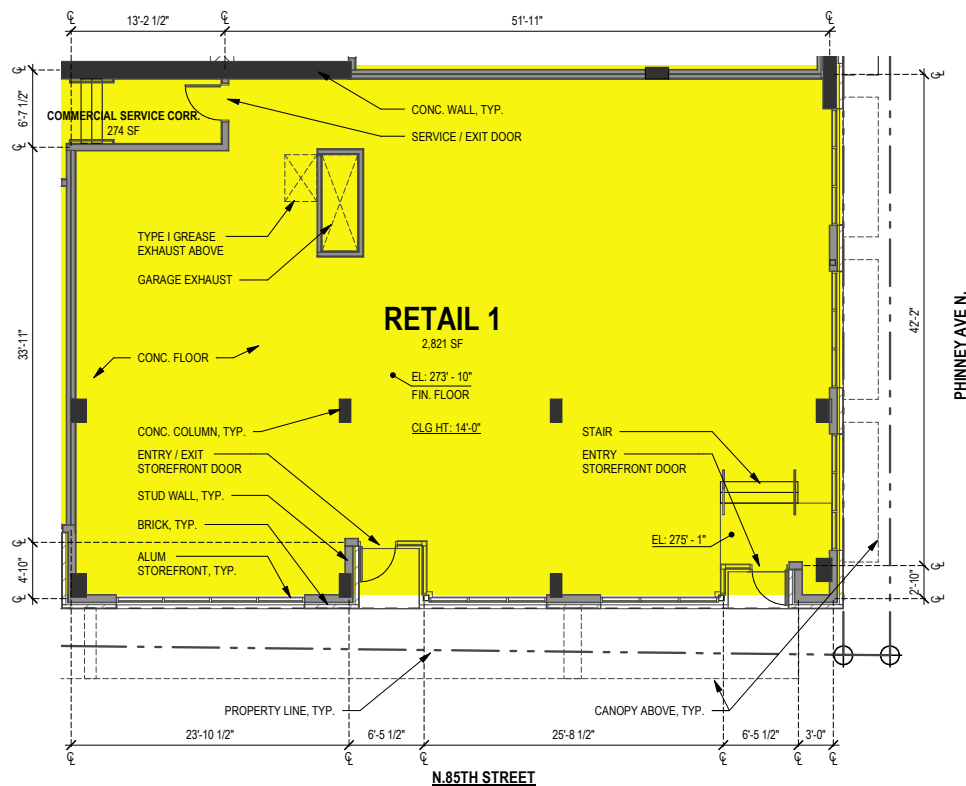 13'-2 1/2"
51'-11"
6'-7 1/2"
COMMERCIAL SERVICE CORR.
274 SF
CONC. WALL, TYP.
SERVICE / EXIT DOOR
TYPE I GREASE
EXHAUST ABOVE
GARAGE EXHAUST
RETAIL 1
2,821 SF
33'-11"
42'-2"
PHINNEY AVE N.
CONC. FLOOR
EL: 273' - 10"
FIN. FLOOR
CLG HT: 14'-0"
CONC. COLUMN, TYP.
STAIR
ENTRY / EXIT
STOREFRONT DOOR
ENTRY
STOREFRONT DOOR
STUD WALL, TYP.
BRICK, TYP.
EL: 275' - 1"
ALUM
STOREFRONT, TYP.
4'-10"
2'-10"
PROPERTY LINE, TYP.
CANOPY ABOVE, TYP.
23'-10 1/2"
6'-5 1/2"
25'-8 1/2"
6'-5 1/2"
3'-0"
N.85TH STREET